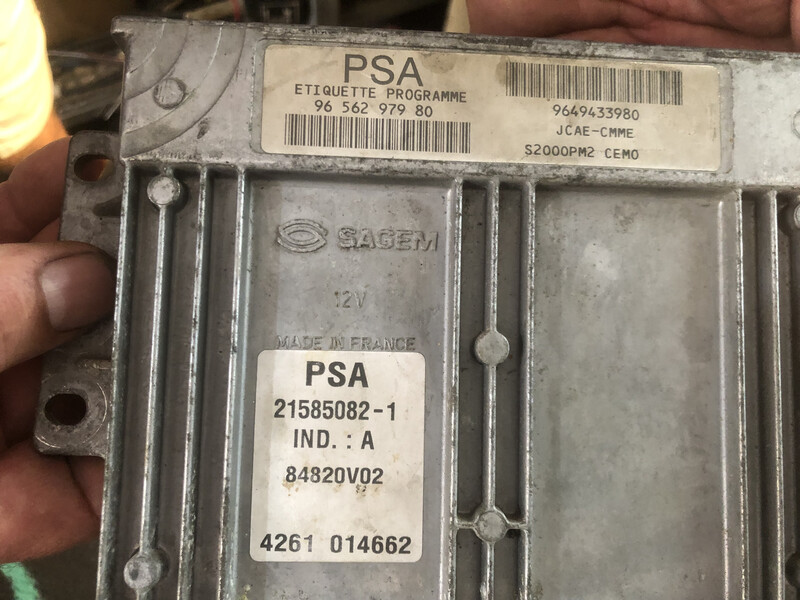 PSA
ETIQUETTE PROGRAMME
96 562 979 80
9649433980
JCAE-CMME
S2000PM2 CEMO
SAGEM
12V
MADE IN FRANCE
PSA
21585082-1
IND. : A
84820V02
4261 014662